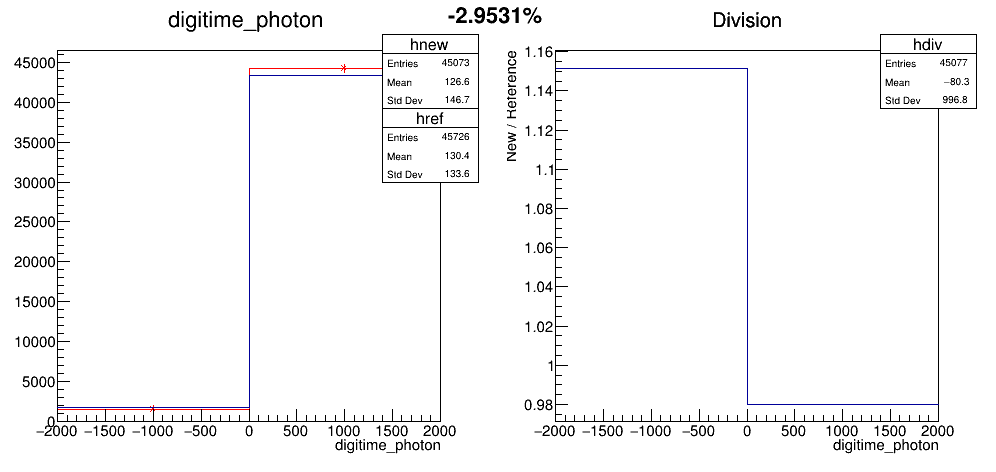 digitime_photon
-2.9531%
Division
hnew
Entries 45073
Mean 126.6
Std Dev 146.7
href
Entries 45726
Mean 130.4
Std Dev 133.6
45000
40000
35000
30000
25000
20000
15000
10000
5000
0
−2000 −1500 −1000 −500 0 500 1000 1500 2000
digitime_photon
hdiv
Entries 45077
Mean −80.3
Std Dev 996.8
New / Reference
1.16
1.14
1.12
1.1
1.08
1.06
1.04
1.02
1
0.98
−2000 −1500 −1000 −500 0 500 1000 1500 2000
digitime_photon